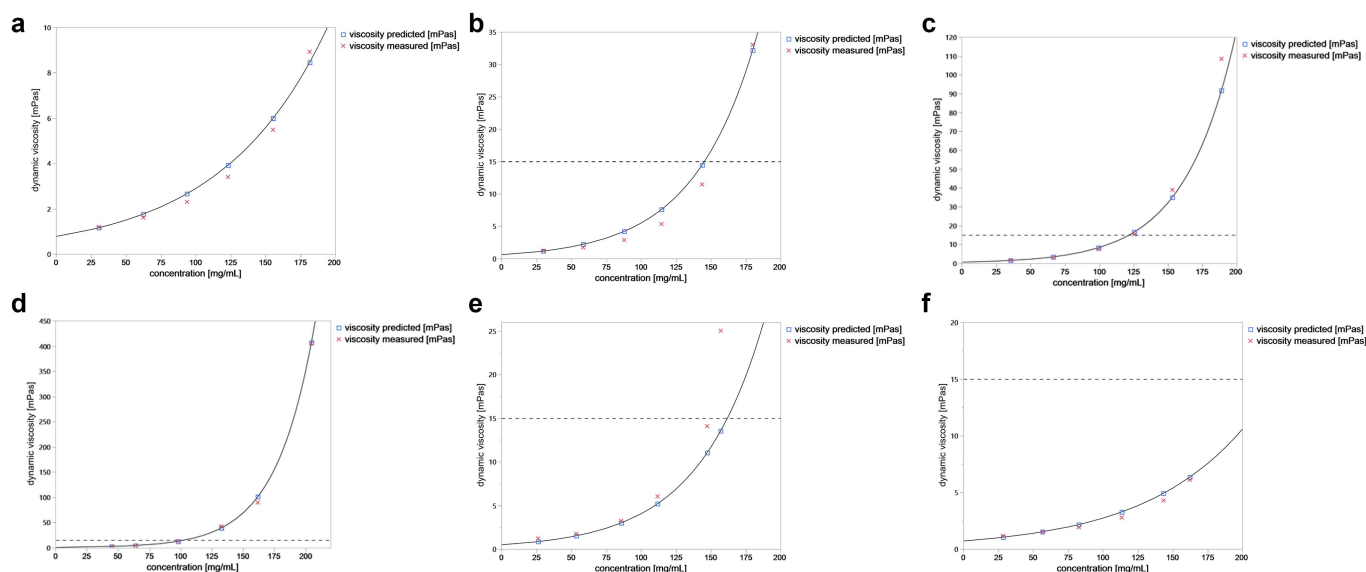 a
10
8
6
4
2
0
0 25 50 75 100 125 150 175 200
dynamic viscosity [mPas]
concentration [mg/mL]
viscosity predicted [mPas]
viscosity measured [mPas]
b
35
30
25
20
15
10
5
0
0 25 50 75 100 125 150 175 200
dynamic viscosity [mPas]
concentration [mg/mL]
viscosity predicted [mPas]
viscosity measured [mPas]
c
120
110
100
90
80
70
60
50
40
30
20
10
0
0 25 50 75 100 125 150 175 200
dynamic viscosity [mPas]
concentration [mg/mL]
viscosity predicted [mPas]
viscosity measured [mPas]
d
450
400
350
300
250
200
150
100
50
0
0 25 50 75 100 125 150 175 200
dynamic viscosity [mPas]
concentration [mg/mL]
viscosity predicted [mPas]
viscosity measured [mPas]
e
25
20
15
10
5
0
0 25 50 75 100 125 150 175 200
dynamic viscosity [mPas]
concentration [mg/mL]
viscosity predicted [mPas]
viscosity measured [mPas]
f
20
15
10
5
0
0 25 50 75 100 125 150 175 200
dynamic viscosity [mPas]
concentration [mg/mL]
viscosity predicted [mPas]
viscosity measured [mPas]